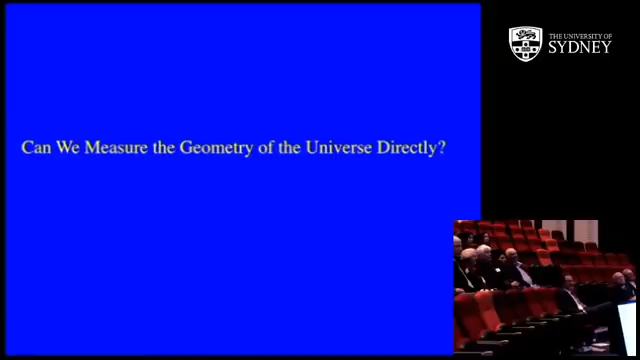 Can We Measure the Geometry of the Universe Directly?
THE UNIVERSITY OF
SYDNEY